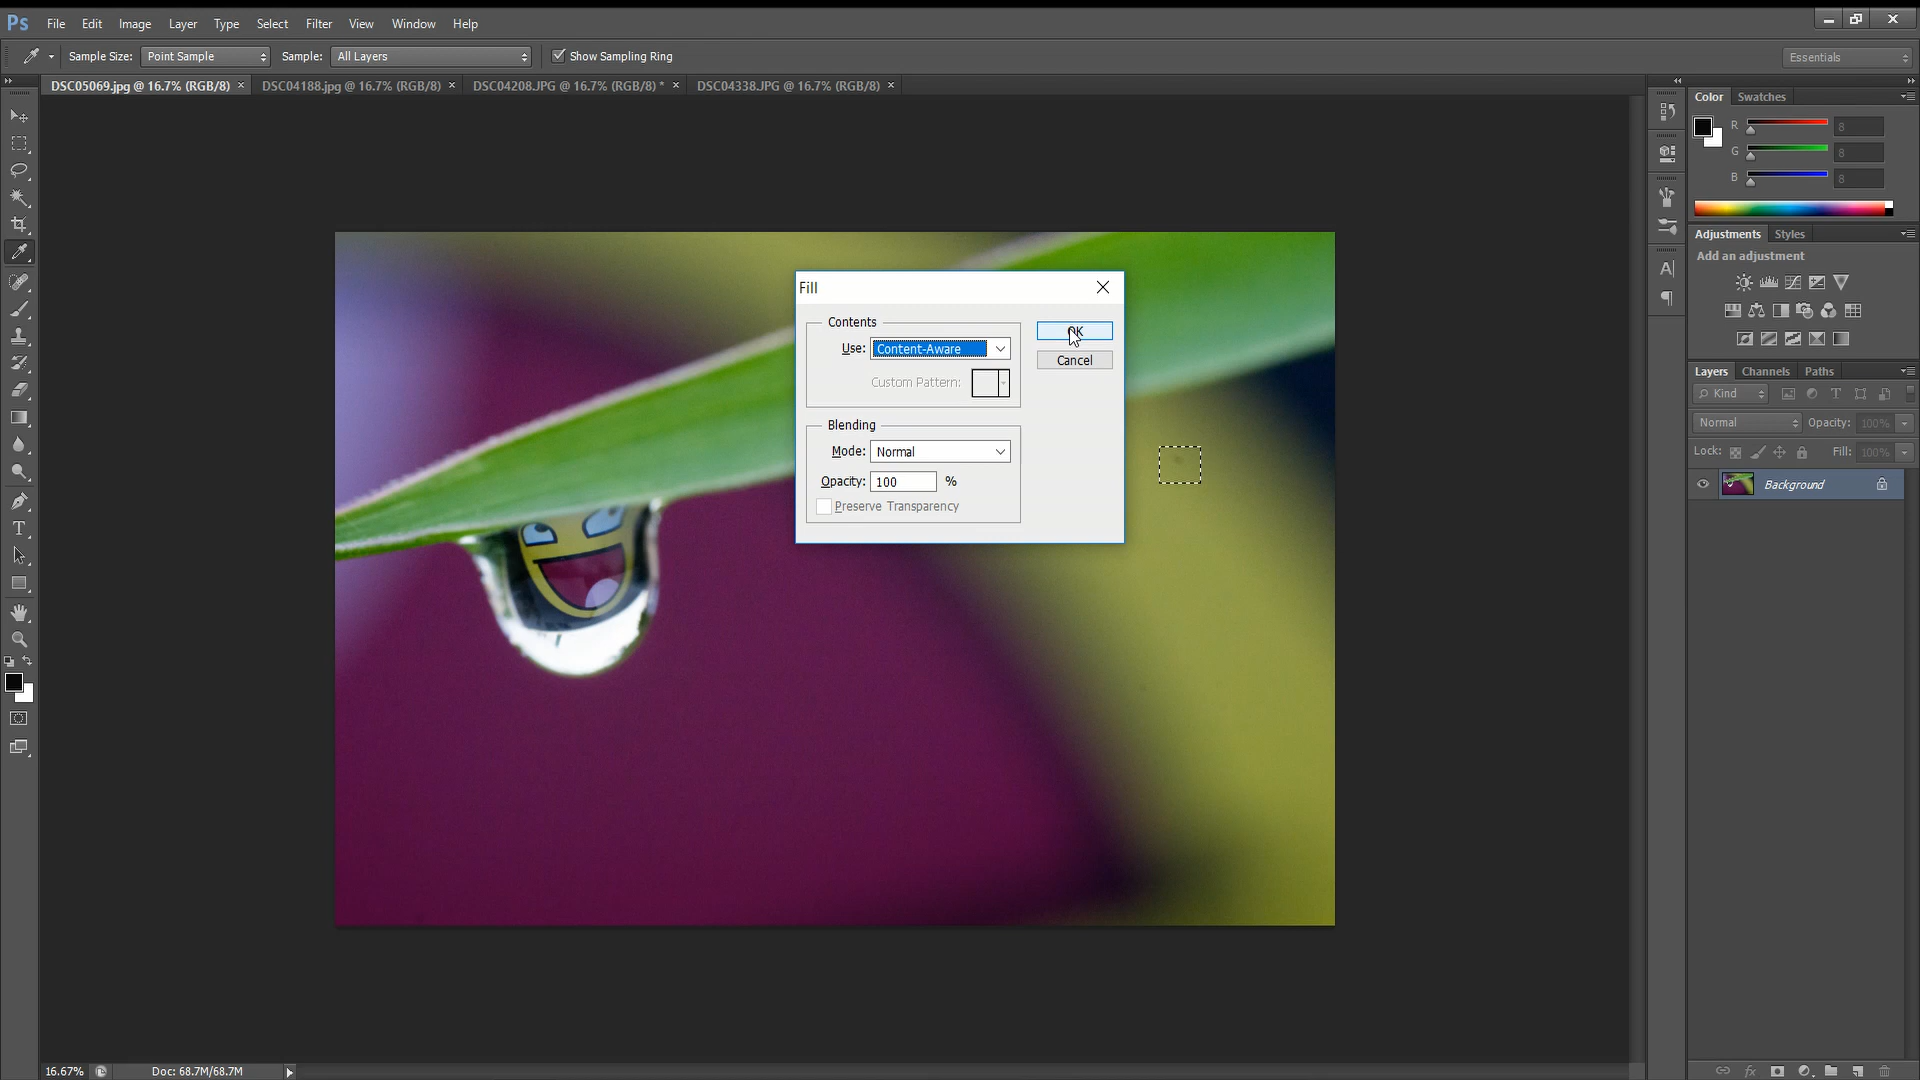 Ps File Edit Image Layer Type Select Filter View Window Help
Sample Size: Point Sample Sample: All Layers Show Sampling Ring Essentials
DSC05069.jpg @ 16.7% (RGB/8) × DSC04188.jpg @ 16.7% (RGB/8) × DSC04208.JPG @ 16.7% (RGB/8) * × DSC04338.JPG @ 16.7% (RGB/8) ×
Color Swatches
R 8
G 8
B 8
Adjustments Styles
Add an adjustment
Fill
Contents
Use: Content-Aware
OK
Cancel
Custom Pattern:
Blending
Mode: Normal
Opacity: 100 %
Preserve Transparency
Layers Channels Paths
Kind
Normal Opacity: 100%
Lock: Fill: 100%
Background
16.67% Doc: 68.7M/68.7M